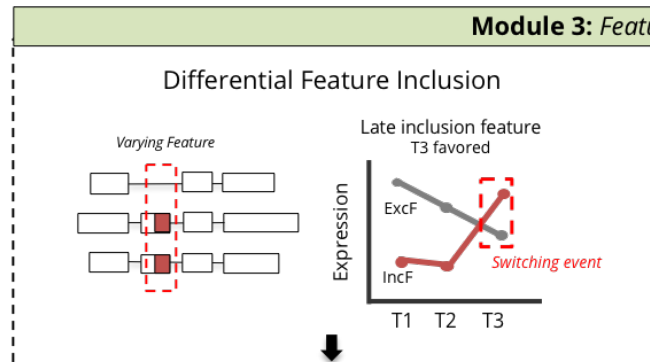 Module 3: Featu
Differential Feature Inclusion
Varying Feature
Late inclusion feature
T3 favored
Expression
ExcF
IncF
Switching event
T1 T2 T3